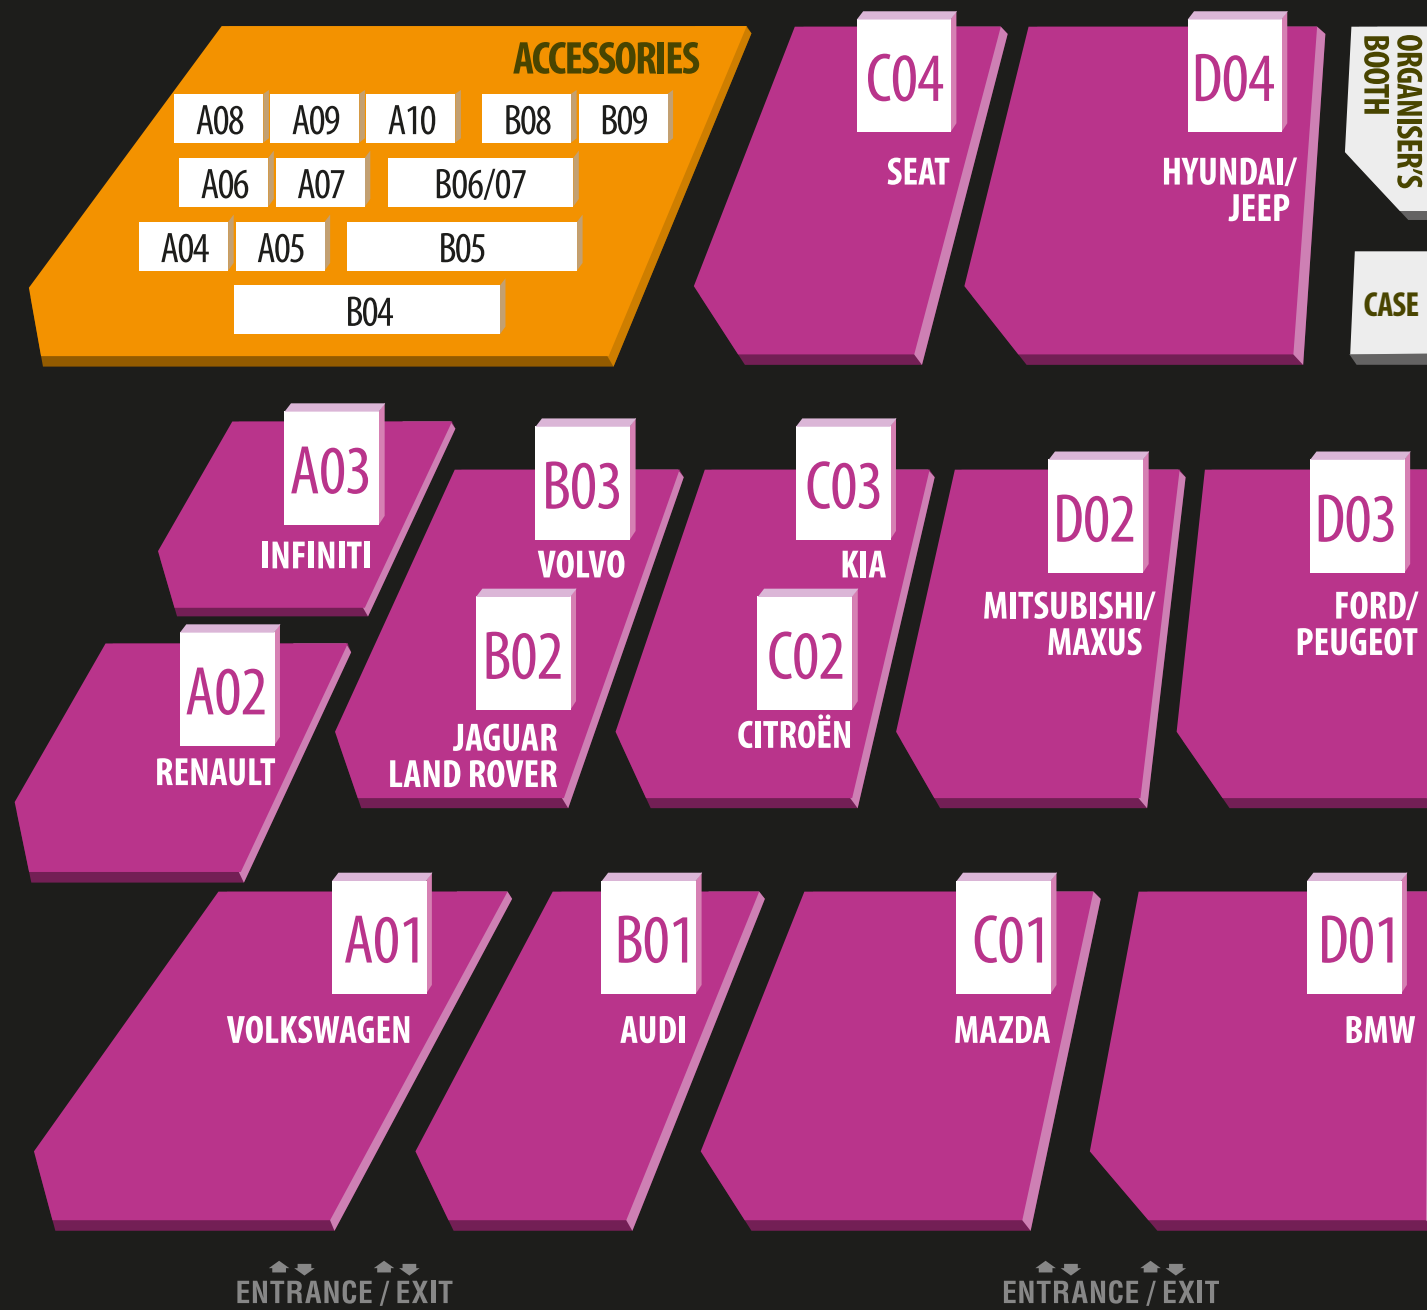 ACCESSORIES
A08
A09
A10
B08
B09
A06
A07
B06/07
A04
A05
B05
B04
C04
SEAT
D04
HYUNDAI/
JEEP
ORGANISER'S
BOOTH
CASE
A03
INFINITI
B03
VOLVO
C03
KIA
D02
MITSUBISHI/
MAXUS
D03
FORD/
PEUGEOT
A02
RENAULT
B02
JAGUAR
LAND ROVER
C02
CITROËN
A01
VOLKSWAGEN
B01
AUDI
C01
MAZDA
D01
BMW
ENTRANCE / EXIT
ENTRANCE / EXIT